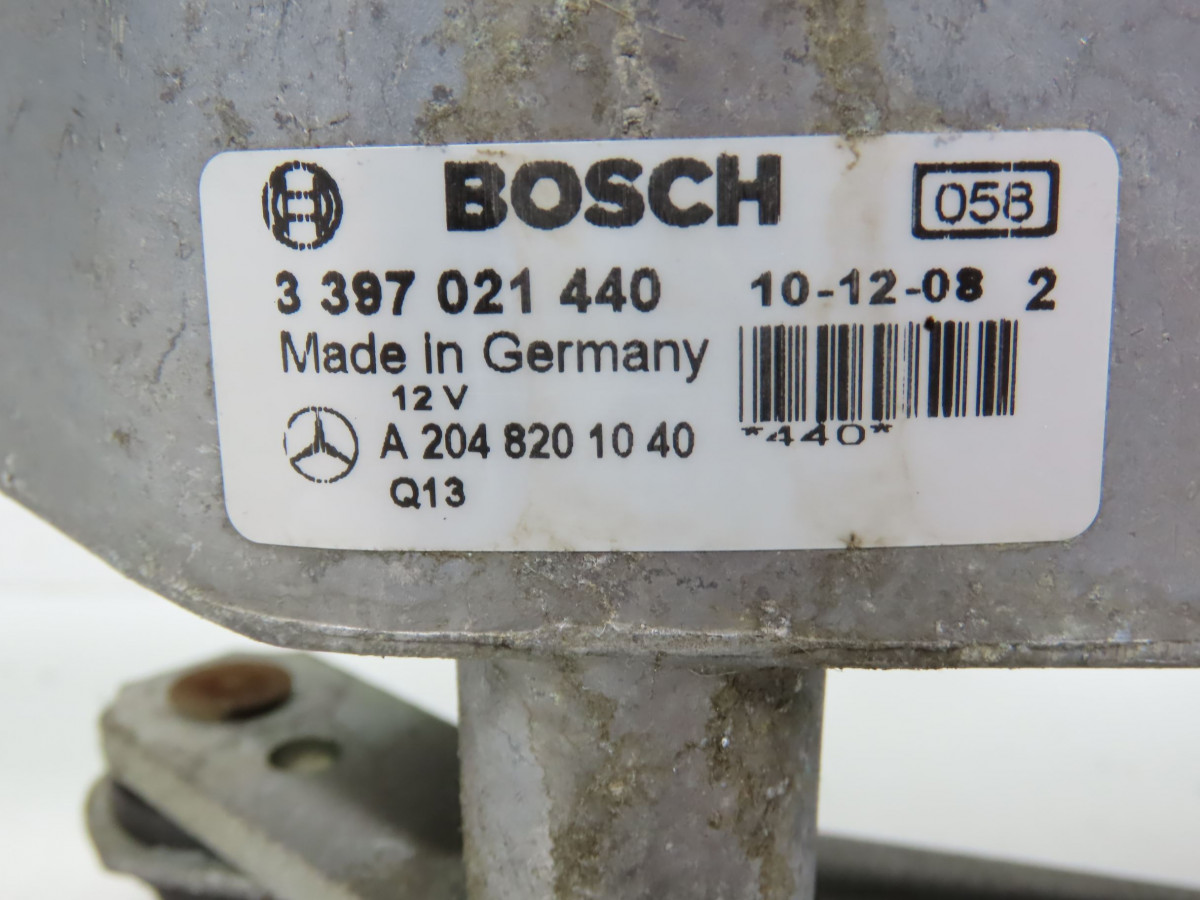 BOSCH 058
3 397 021 440 10-12-08 2
Made in Germany
12 V
*440*
A 204 820 10 40
Q13